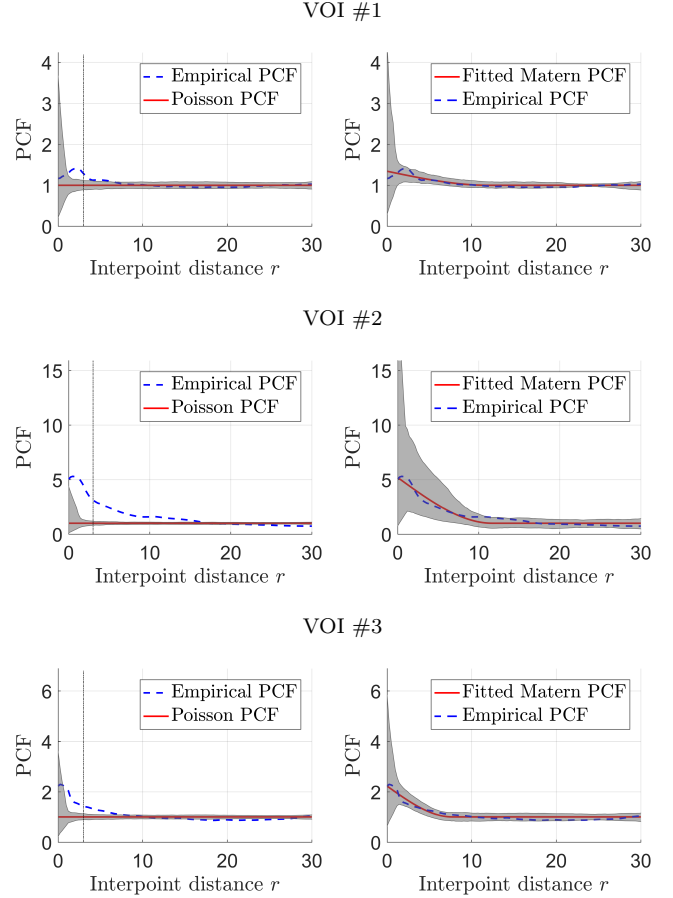 VOI #1
4
3
2
1
0
PCF
Empirical PCF
Poisson PCF
0 10 20 30
Interpoint distance r
4
3
2
1
0
PCF
Fitted Matern PCF
Empirical PCF
0 10 20 30
Interpoint distance r
VOI #2
15
10
5
0
PCF
Empirical PCF
Poisson PCF
0 10 20 30
Interpoint distance r
15
10
5
0
PCF
Fitted Matern PCF
Empirical PCF
0 10 20 30
Interpoint distance r
VOI #3
6
4
2
0
PCF
Empirical PCF
Poisson PCF
0 10 20 30
Interpoint distance r
6
4
2
0
PCF
Fitted Matern PCF
Empirical PCF
0 10 20 30
Interpoint distance r